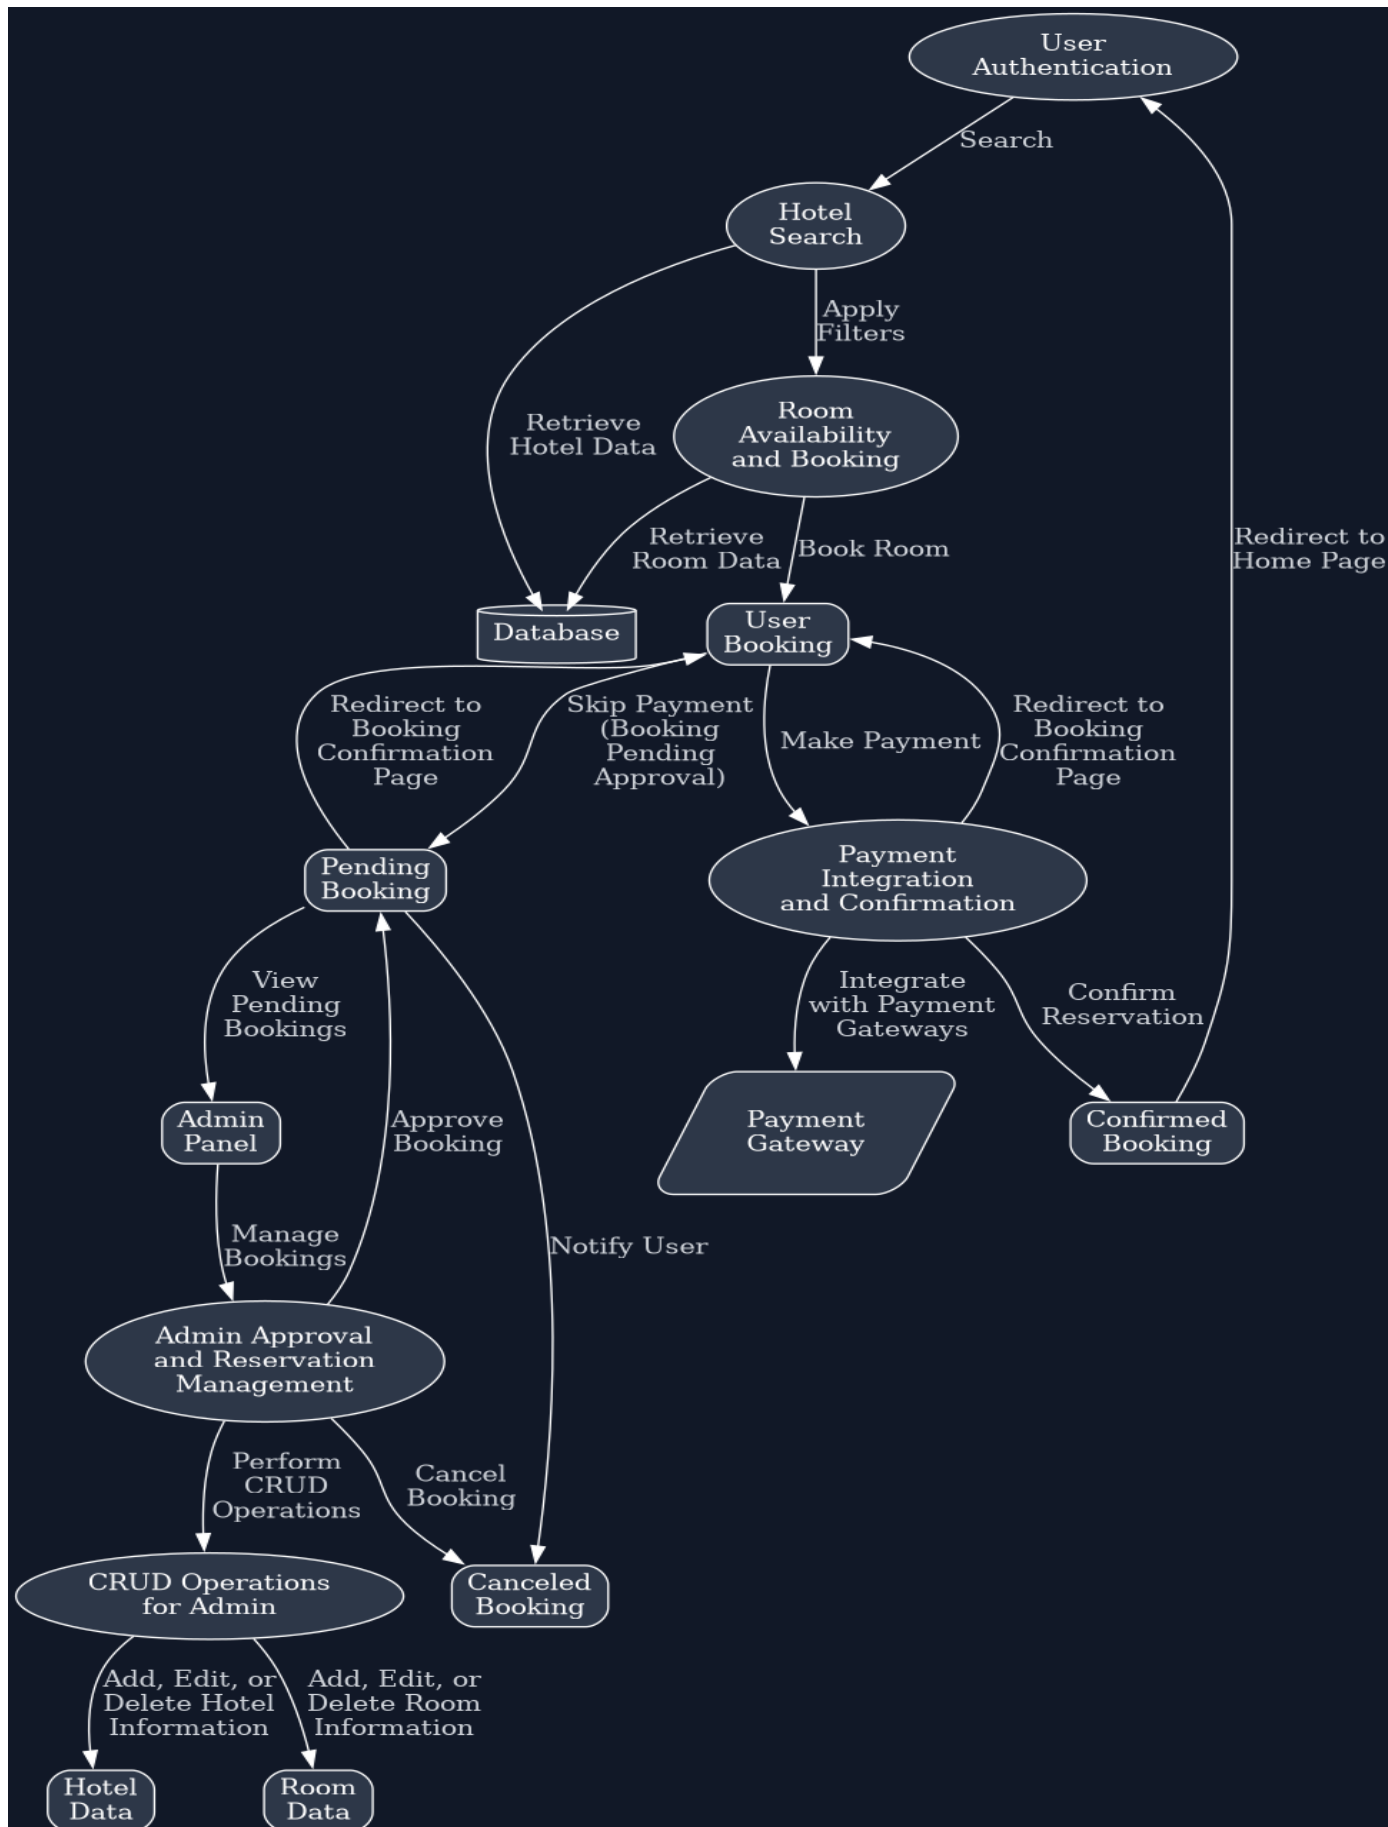 User
Authentication
Search
Hotel
Search
Apply
Filters
Retrieve
Hotel Data
Room
Availability
and Booking
Retrieve
Room Data
Book Room
Redirect to
Home Page
Database
User
Booking
Redirect to
Booking
Confirmation
Page
Skip Payment
(Booking
Pending
Approval)
Make Payment
Redirect to
Booking
Confirmation
Page
Pending
Booking
Payment
Integration
and Confirmation
View
Pending
Bookings
Integrate
with Payment
Gateways
Confirm
Reservation
Admin
Panel
Approve
Booking
Payment
Gateway
Confirmed
Booking
Manage
Bookings
Notify User
Admin Approval
and Reservation
Management
Perform
CRUD
Operations
Cancel
Booking
CRUD Operations
for Admin
Canceled
Booking
Add, Edit, or
Delete Hotel
Information
Add, Edit, or
Delete Room
Information
Hotel
Data
Room
Data